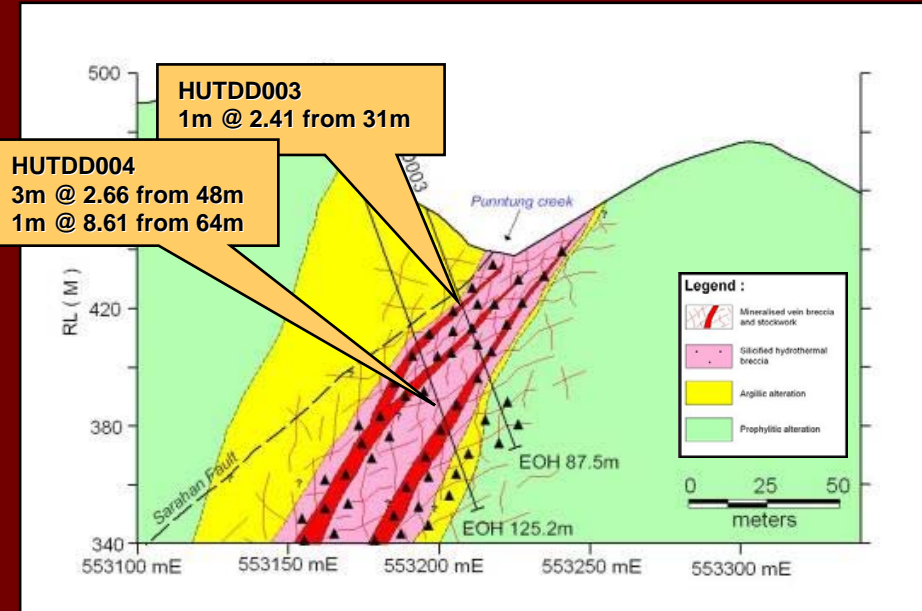 500
HUTDD003
1m @ 2.41 from 31m
HUTDD004
3m @ 2.66 from 48m
1m @ 8.61 from 64m
Punntung creek
?
RL ( M )
420
380
340
Sarahan Fault
?
?
?
?
EOH 87.5m
EOH 125.2m
Legend :
Mineralised vein breccia
and stockwork
Silicified hydrothermal
breccia
Argillic alteration
Prophylitic alteration
0 25 50
meters
553100 mE 553150 mE 553200 mE 553250 mE 553300 mE